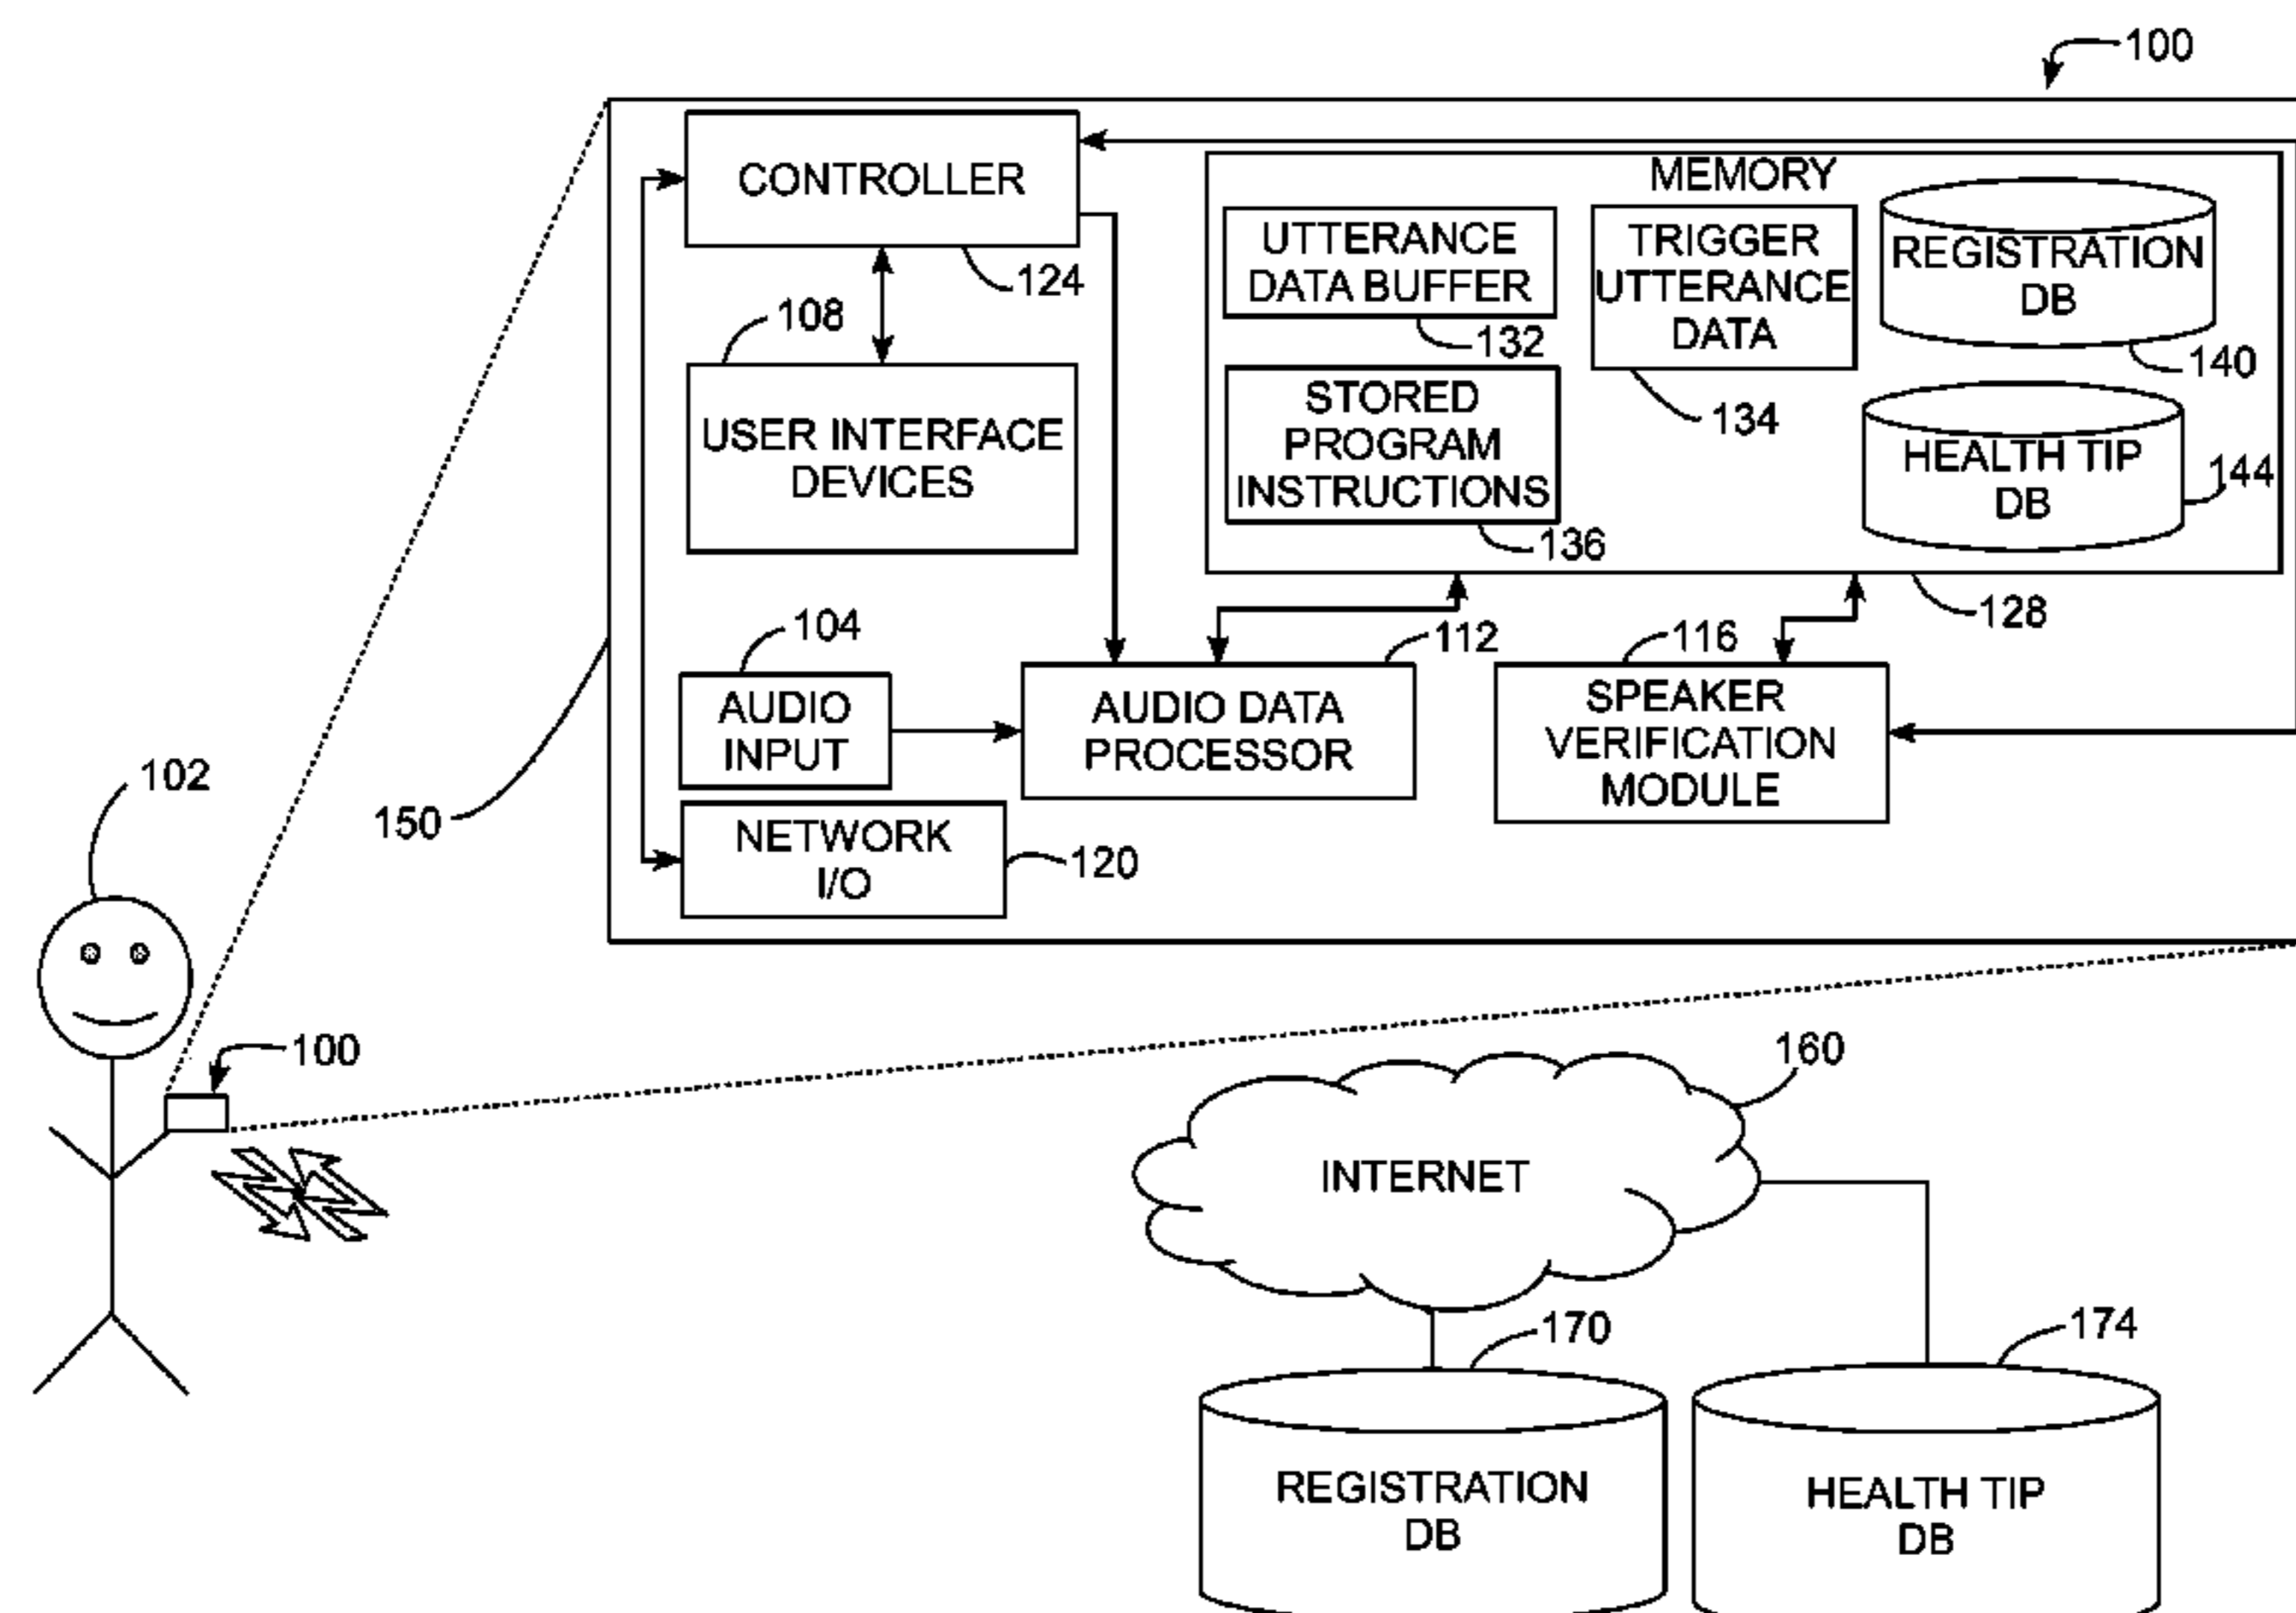 100
CONTROLLER
124
MEMORY
UTTERANCE
DATA BUFFER
132
TRIGGER
UTTERANCE
DATA
134
REGISTRATION
DB
140
108
USER INTERFACE
DEVICES
STORED
PROGRAM
INSTRUCTIONS
136
HEALTH TIP
DB
144
128
104
AUDIO
INPUT
112
AUDIO DATA
PROCESSOR
116
SPEAKER
VERIFICATION
MODULE
102
150
NETWORK
I/O
120
100
160
INTERNET
170
174
REGISTRATION
DB
HEALTH TIP
DB